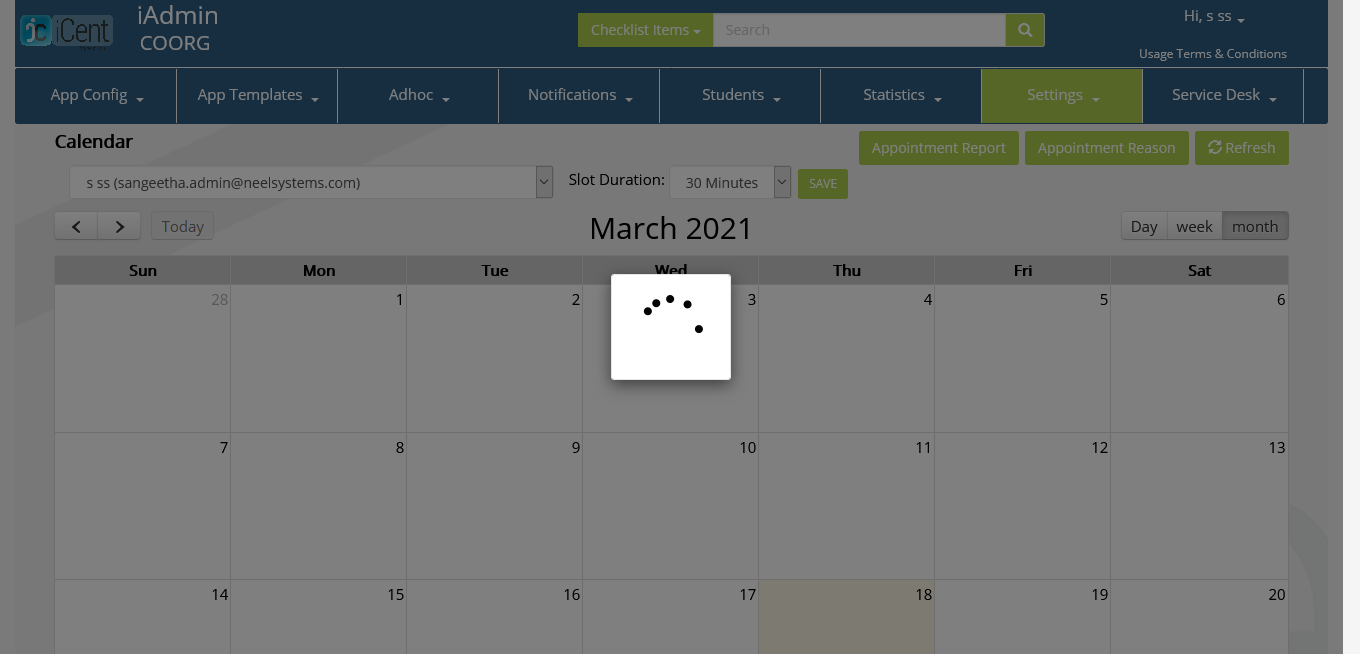 iCent
iAdmin
COORG
Checklist Items
Search
Hi, s ss
Usage Terms & Conditions
App Config
App Templates
Adhoc
Notifications
Students
Statistics
Settings
Service Desk
Calendar
Appointment Report
Appointment Reason
Refresh
s ss (sangeetha.admin@neelsystems.com)
Slot Duration:
30 Minutes
SAVE
Today
March 2021
Day
week
month
Sun Mon Tue Wed Thu Fri Sat
28 1 2 3 4 5 6
7 8 9 10 11 12 13
14 15 16 17 18 19 20